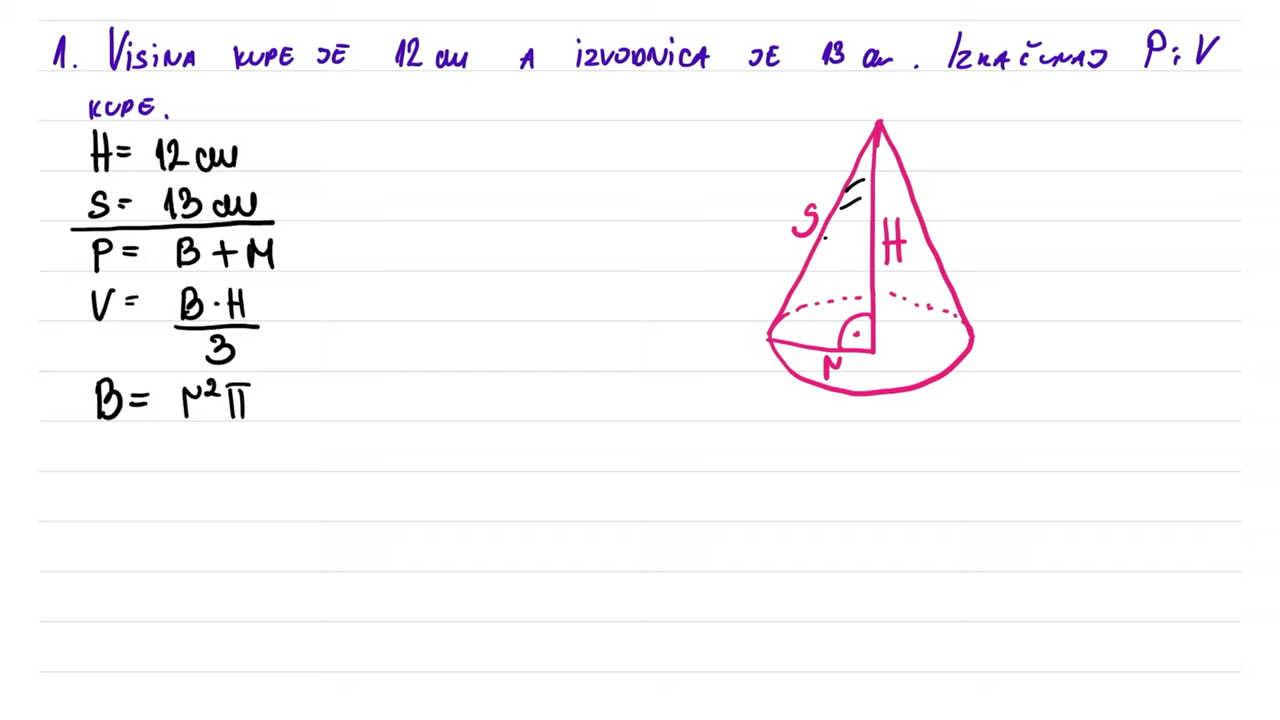 1. VISINA KUPE JE 12 cm A IZVODNICA JE 13 cm. IZRAČUNAJ P i V
KUPE.
H= 12 cm
S= 13 cm
P= B + M
V= B · H
3
B= r²π
S
H
r